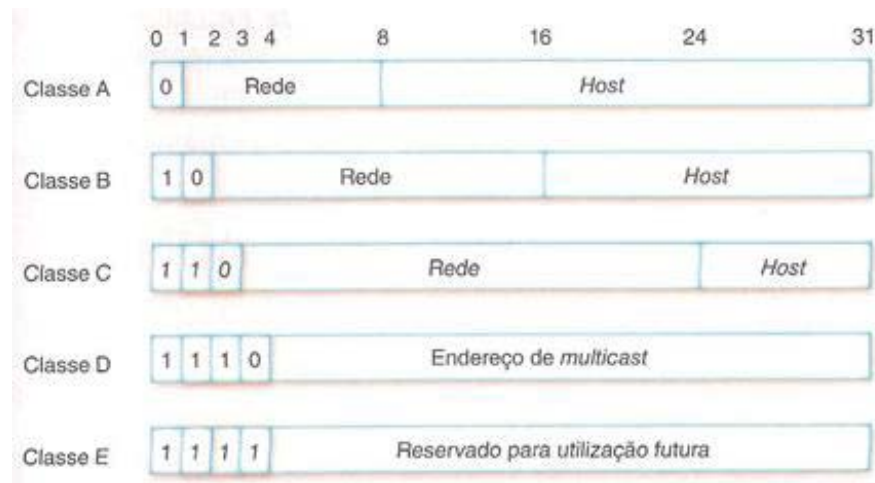 0 1 2 3 4 8 16 24 31
Classe A 0 Rede Host
Classe B 1 0 Rede Host
Classe C 1 1 0 Rede Host
Classe D 1 1 1 0 Endereço de multicast
Classe E 1 1 1 1 Reservado para utilização futura